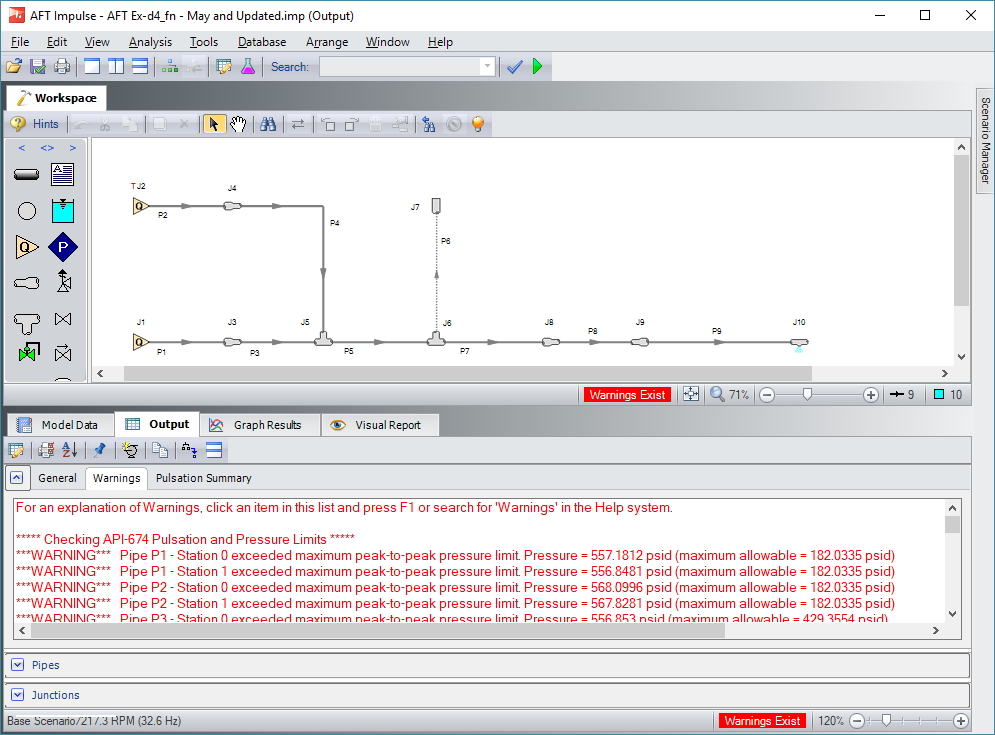 AFT Impulse - AFT Ex-d4_fn - May and Updated.imp (Output)
File Edit View Analysis Tools Database Arrange Window Help
Search:
Workspace
Scenario Manager
Hints
< <> >
TJ2
P2
J4
P4
J7
P6
J1
P1
J3
P3
J5
P5
J6
P7
J8
P8
J9
P9
J10
Q
P
Warnings Exist 71% 9 10
Model Data Output Graph Results Visual Report
General Warnings Pulsation Summary
For an explanation of Warnings, click an item in this list and press F1 or search for 'Warnings' in the Help system.
***** Checking API-674 Pulsation and Pressure Limits *****
***WARNING*** Pipe P1 - Station 0 exceeded maximum peak-to-peak pressure limit. Pressure = 557.1812 psid (maximum allowable = 182.0335 psid)
***WARNING*** Pipe P1 - Station 1 exceeded maximum peak-to-peak pressure limit. Pressure = 556.8481 psid (maximum allowable = 182.0335 psid)
***WARNING*** Pipe P2 - Station 0 exceeded maximum peak-to-peak pressure limit. Pressure = 568.0996 psid (maximum allowable = 182.0335 psid)
***WARNING*** Pipe P2 - Station 1 exceeded maximum peak-to-peak pressure limit. Pressure = 567.8281 psid (maximum allowable = 182.0335 psid)
***WARNING*** Pipe P3 - Station 0 exceeded maximum peak-to-peak pressure limit. Pressure = 556.853 psid (maximum allowable = 429.3554 psid)
Pipes
Junctions
Base Scenario/217.3 RPM (32.6 Hz) Warnings Exist 120%